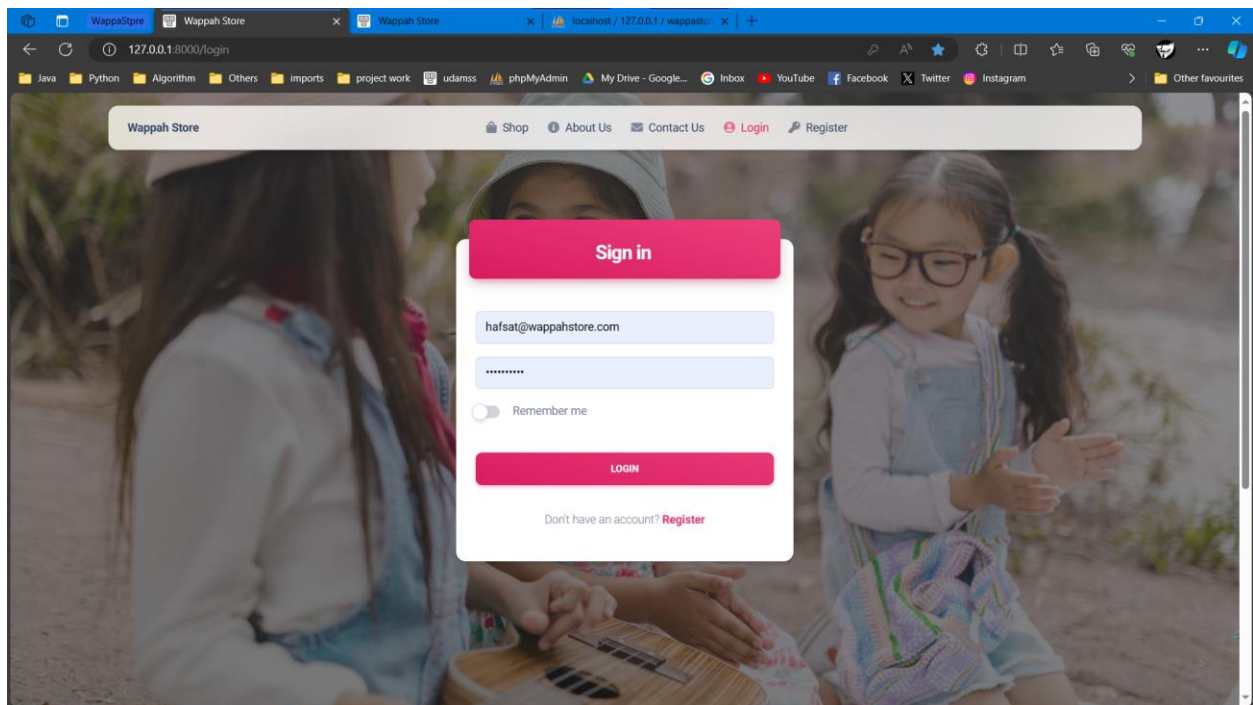 WappaStpre Wappah Store Wappah Store localhost / 127.0.0.1 / wappasto
127.0.0.1:8000/login
Java Python Algorithm Others imports project work udamss phpMyAdmin My Drive - Google... Inbox YouTube Facebook Twitter Instagram Other favourites
Wappah Store Shop About Us Contact Us Login Register
Sign in
hafsat@wappahstore.com
••••••••••
Remember me
LOGIN
Don't have an account? Register